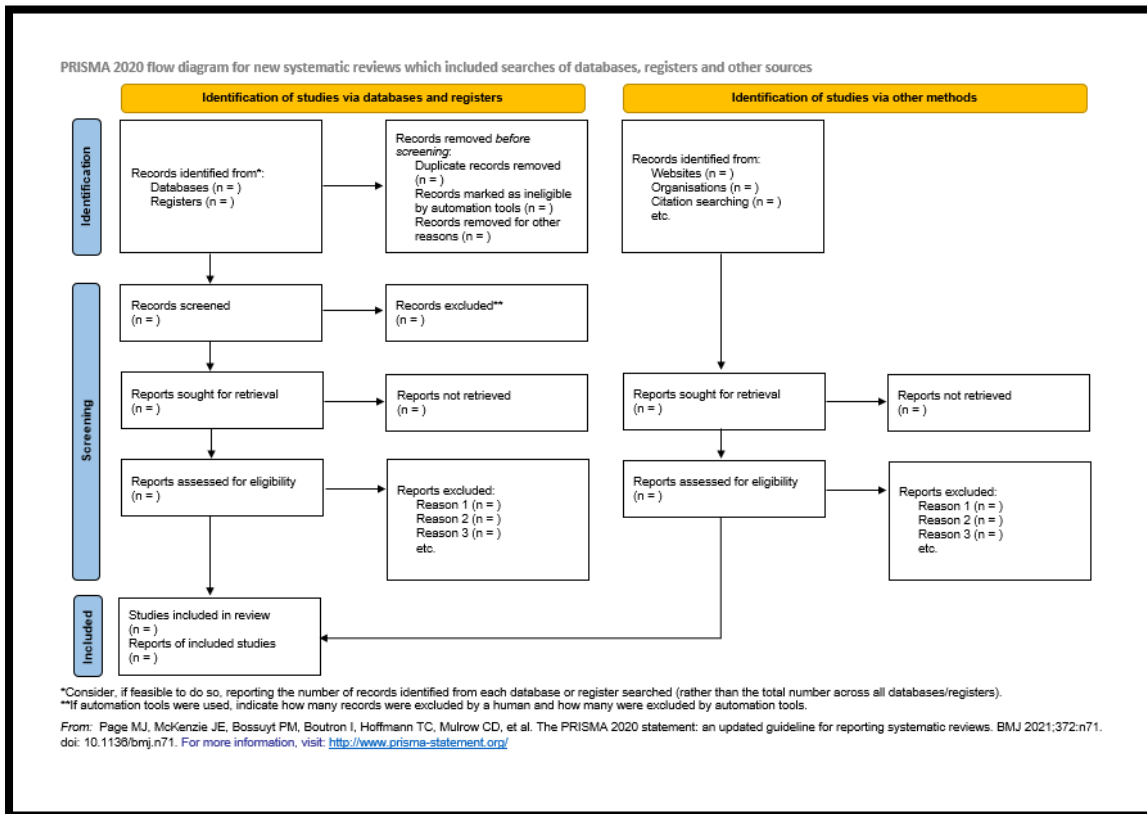 PRISMA 2020 flow diagram for new systematic reviews which included searches of databases, registers and other sources
Identification of studies via databases and registers
Identification of studies via other methods
Identification
Records identified from*:
Databases (n = )
Registers (n = )
Records removed before
screening:
Duplicate records removed
(n = )
Records marked as ineligible
by automation tools (n = )
Records removed for other
reasons (n = )
Records identified from:
Websites (n = )
Organisations (n = )
Citation searching (n = )
etc.
Screening
Records screened
(n = )
Records excluded**
(n = )
Reports sought for retrieval
(n = )
Reports not retrieved
(n = )
Reports sought for retrieval
(n = )
Reports not retrieved
(n = )
Reports assessed for eligibility
(n = )
Reports excluded:
Reason 1 (n = )
Reason 2 (n = )
Reason 3 (n = )
etc.
Reports assessed for eligibility
(n = )
Reports excluded:
Reason 1 (n = )
Reason 2 (n = )
Reason 3 (n = )
etc.
Included
Studies included in review
(n = )
Reports of included studies
(n = )
*Consider, if feasible to do so, reporting the number of records identified from each database or register searched (rather than the total number across all databases/registers).
**If automation tools were used, indicate how many records were excluded by a human and how many were excluded by automation tools.
From: Page MJ, McKenzie JE, Bossuyt PM, Boutron I, Hoffmann TC, Mulrow CD, et al. The PRISMA 2020 statement: an updated guideline for reporting systematic reviews. BMJ 2021;372:n71.
doi: 10.1136/bmj.n71. For more information, visit: http://www.prisma-statement.org/